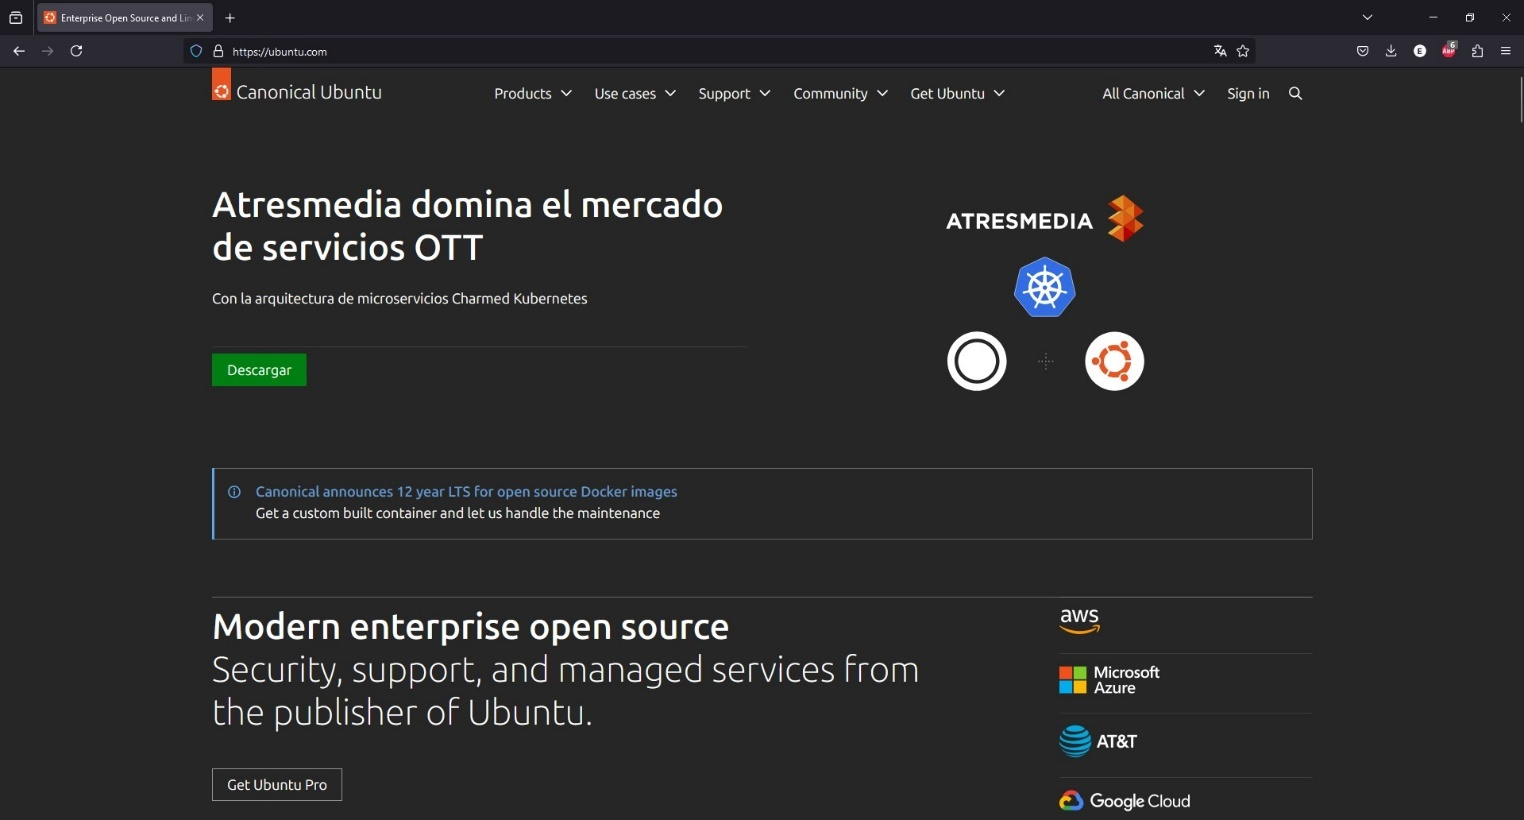 Enterprise Open Source and Lin
https://ubuntu.com
6
E
ABP
Canonical Ubuntu
Products
Use cases
Support
Community
Get Ubuntu
All Canonical
Sign in
Atresmedia domina el mercado
de servicios OTT
Con la arquitectura de microservicios Charmed Kubernetes
Descargar
ATRESMEDIA
Canonical announces 12 year LTS for open source Docker images
Get a custom built container and let us handle the maintenance
Modern enterprise open source
Security, support, and managed services from
the publisher of Ubuntu.
Get Ubuntu Pro
aws
Microsoft
Azure
AT&T
Google Cloud